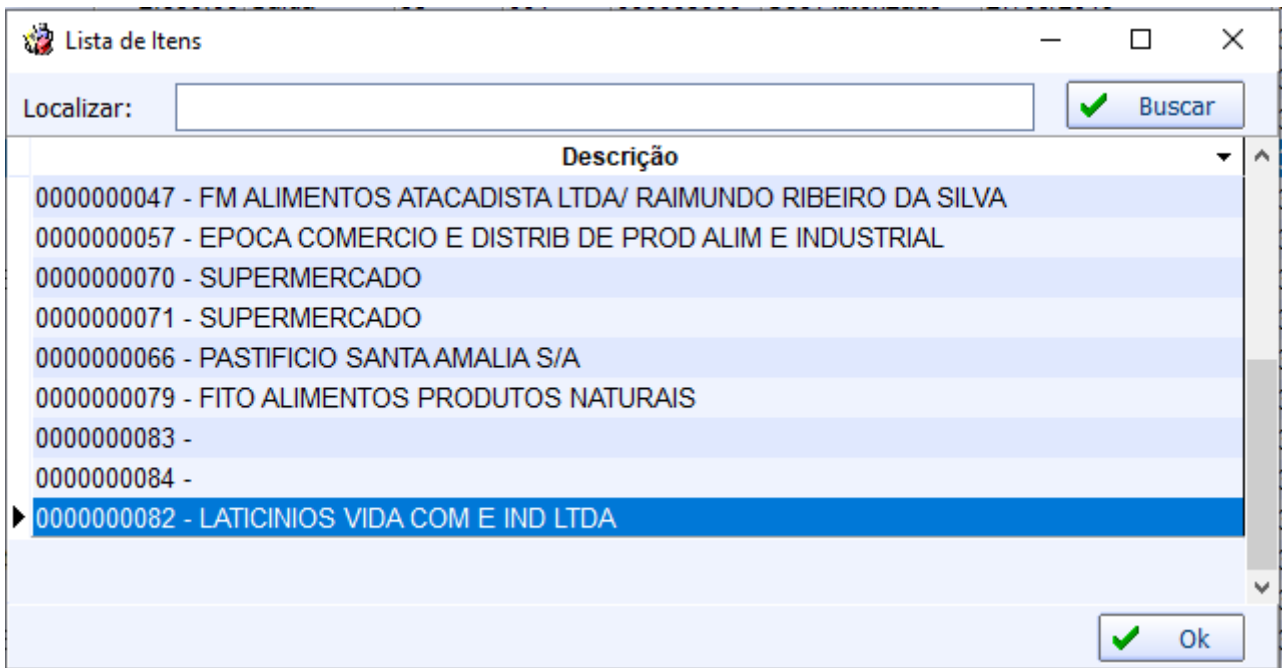 Lista de Itens
Localizar:
Buscar
Descrição
0000000047 - FM ALIMENTOS ATACADISTA LTDA/ RAIMUNDO RIBEIRO DA SILVA
0000000057 - EPOCA COMERCIO E DISTRIB DE PROD ALIM E INDUSTRIAL
0000000070 - SUPERMERCADO
0000000071 - SUPERMERCADO
0000000066 - PASTIFICIO SANTA AMALIA S/A
0000000079 - FITO ALIMENTOS PRODUTOS NATURAIS
0000000083 -
0000000084 -
0000000082 - LATICINIOS VIDA COM E IND LTDA
Ok